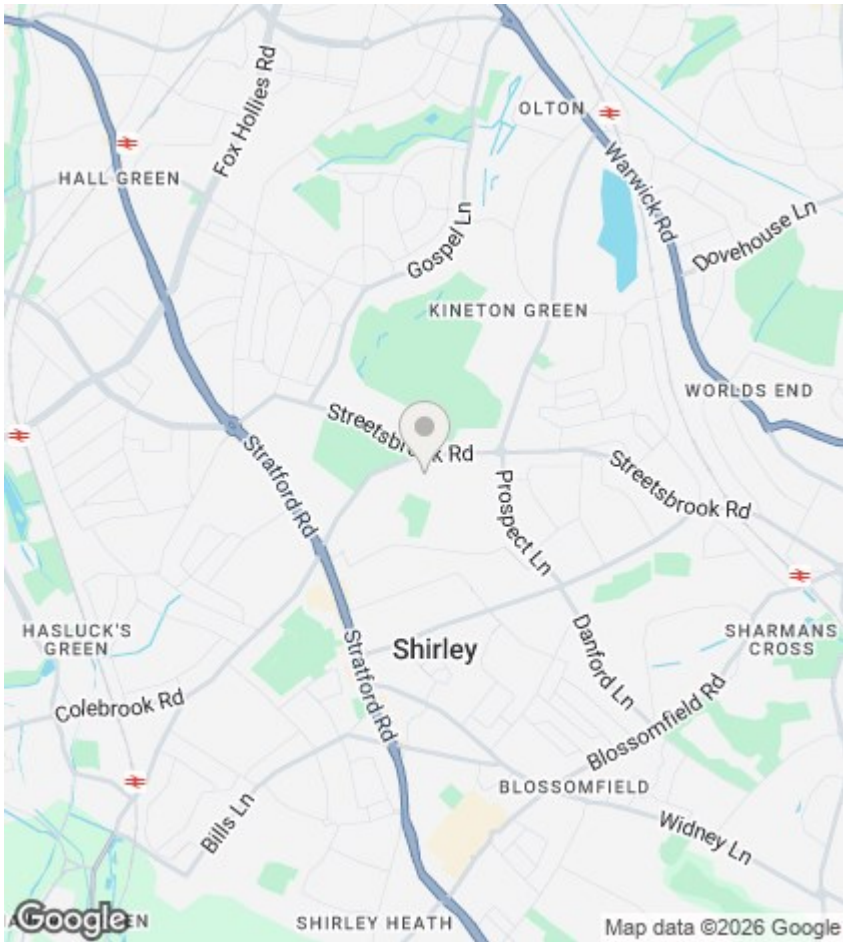 OLTON
Fox Hollies Rd
HALL GREEN
Warwick Rd
Dovehouse Ln
Gospel Ln
KINETON GREEN
WORLDS END
Streetsbrook Rd
Streetsbrook Rd
Stratford Rd
Prospect Ln
HASLUCK'S
GREEN
Shirley
SHARMANS
CROSS
Danford Ln
Stratford Rd
Colebrook Rd
Blossomfield Rd
BLOSSOMFIELD
Bills Ln
Widney Ln
Google
SHIRLEY HEATH
Map data ©2026 Google